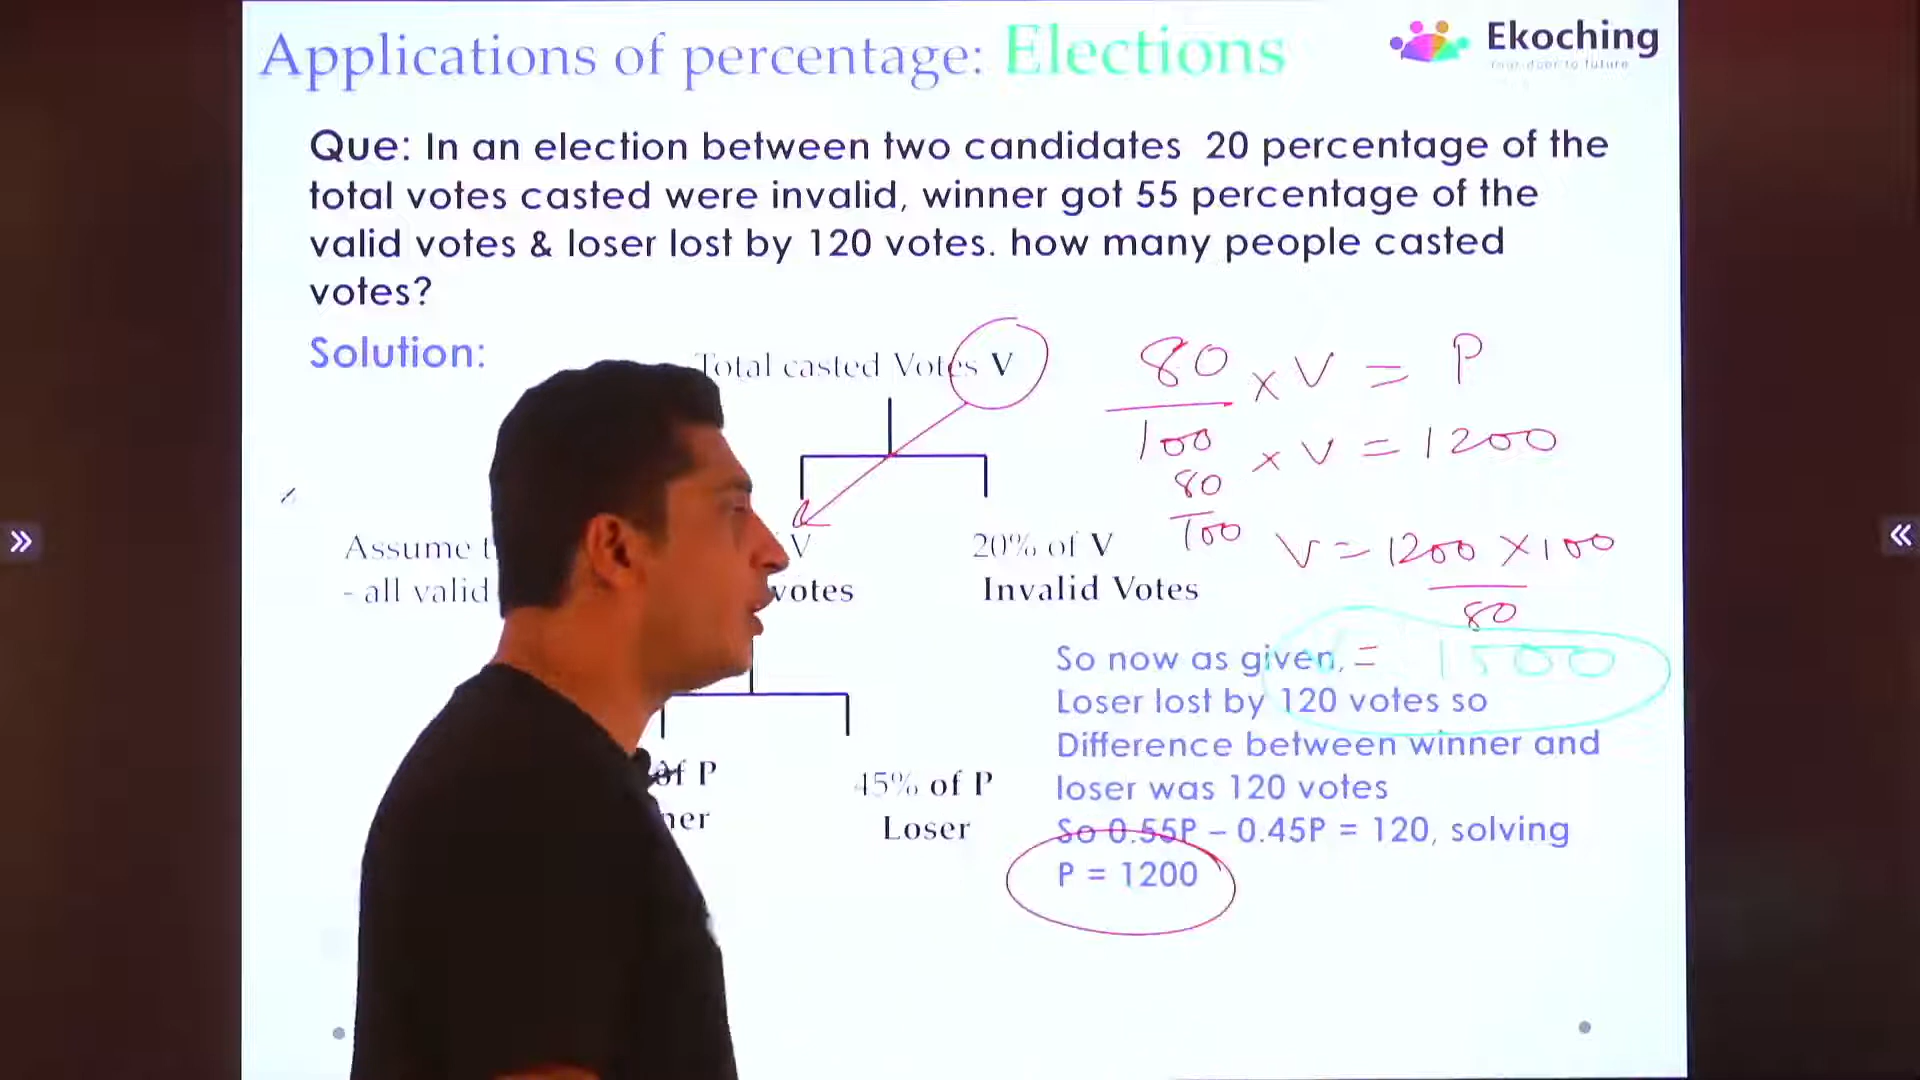 Applications of percentage: Elections
Ekoching
Que: In an election between two candidates 20 percentage of the
total votes casted were invalid, winner got 55 percentage of the
valid votes & loser lost by 120 votes. how many people casted
votes?
Solution:
Total casted Votes V
80/100 × V = P
80/100 × V = 1200
V = 1200 × 100 / 80
V = 1500
Assume
- all valid
V
votes
20% of V
Invalid Votes
So now as given,
Loser lost by 120 votes so
Difference between winner and
loser was 120 votes
So 0.55P – 0.45P = 120, solving
P = 1200
of P
45% of P
Loser